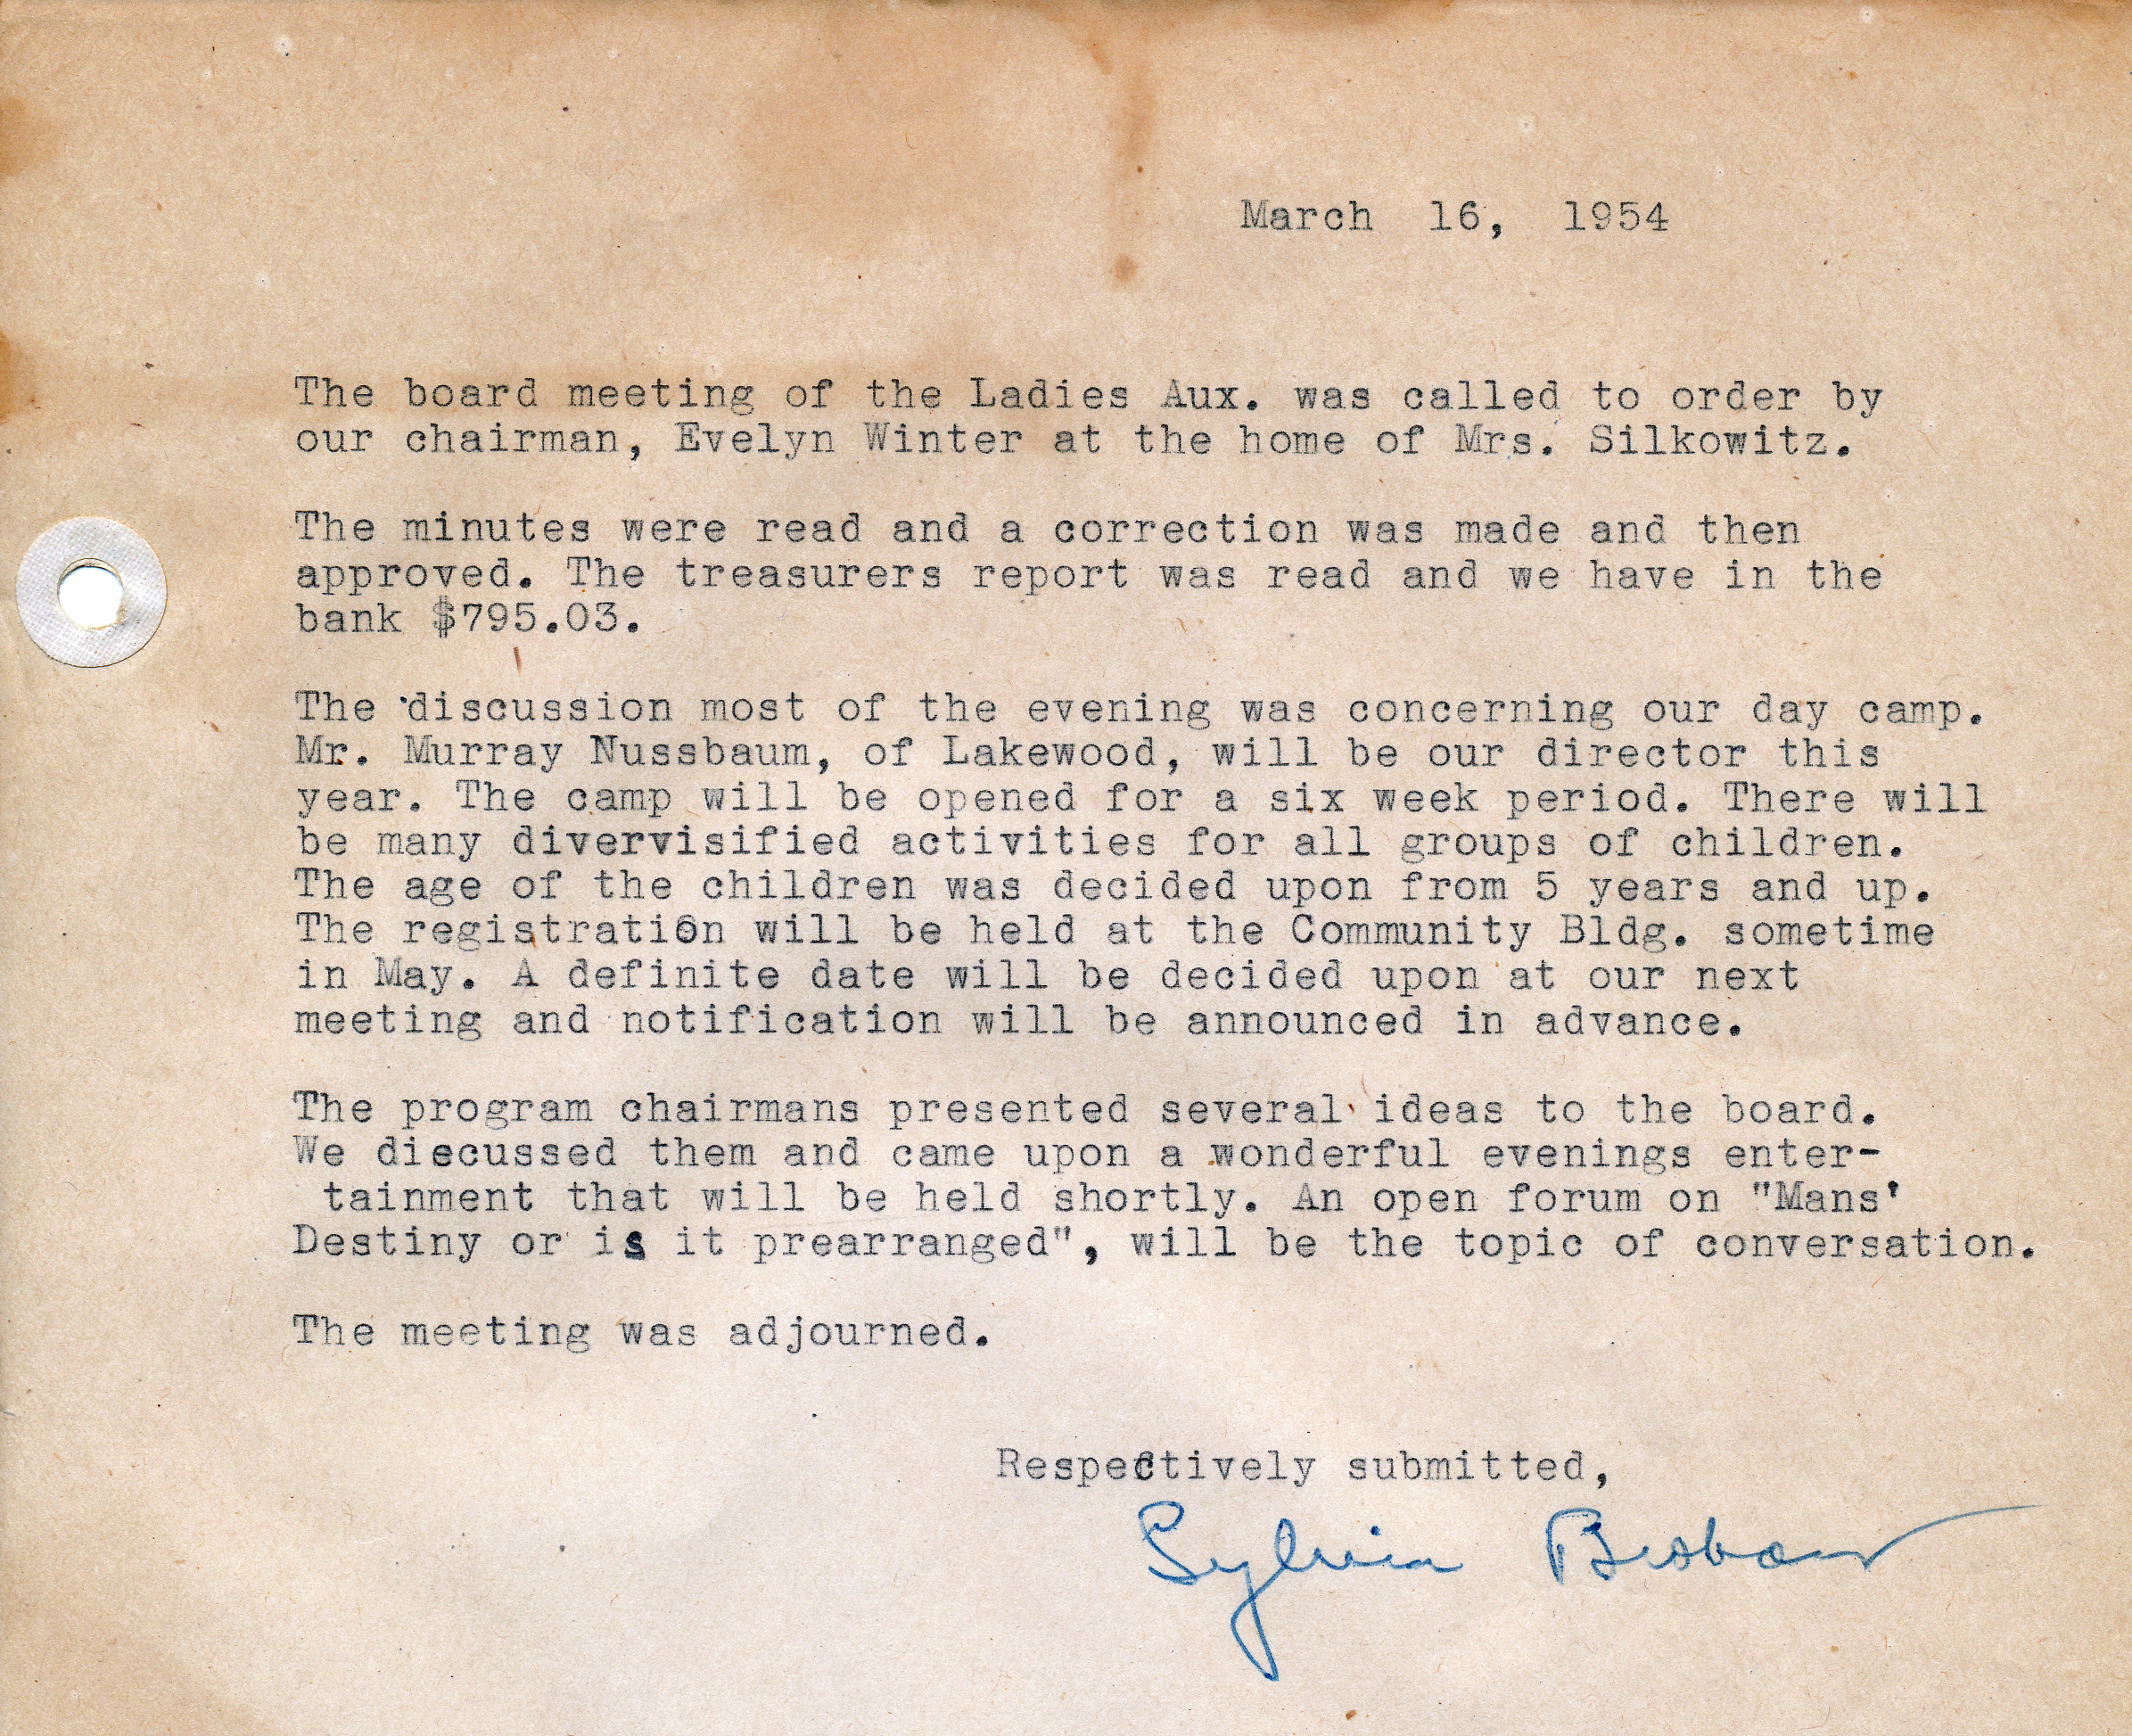 March 16, 1954
The board meeting of the Ladies Aux. was called to order by
our chairman, Evelyn Winter at the home of Mrs. Silkowitz.
The minutes were read and a correction was made and then
approved. The treasurers report was read and we have in the
bank $795.03.
The discussion most of the evening was concerning our day camp.
Mr. Murray Nussbaum, of Lakewood, will be our director this
year. The camp will be opened for a six week period. There will
be many divervisified activities for all groups of children.
The age of the children was decided upon from 5 years and up.
The registration will be held at the Community Bldg. sometime
in May. A definite date will be decided upon at our next
meeting and notification will be announced in advance.
The program chairmans presented several ideas to the board.
We discussed them and came upon a wonderful evenings enter-
tainment that will be held shortly. An open forum on "Mans'
Destiny or is it prearranged", will be the topic of conversation.
The meeting was adjourned.
Respectively submitted,
Sylvia